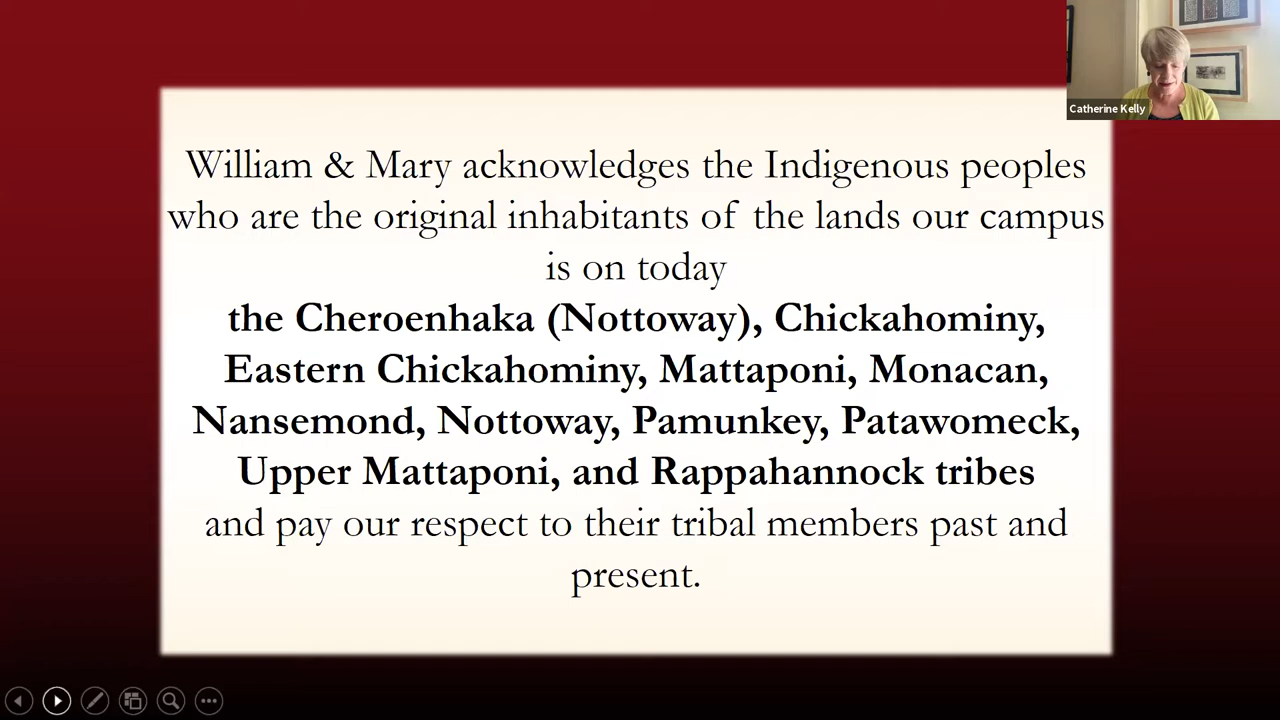 Catherine Kelly
William & Mary acknowledges the Indigenous peoples
who are the original inhabitants of the lands our campus
is on today
the Cheroenhaka (Nottoway), Chickahominy,
Eastern Chickahominy, Mattaponi, Monacan,
Nansemond, Nottoway, Pamunkey, Patawomeck,
Upper Mattaponi, and Rappahannock tribes
and pay our respect to their tribal members past and
present.